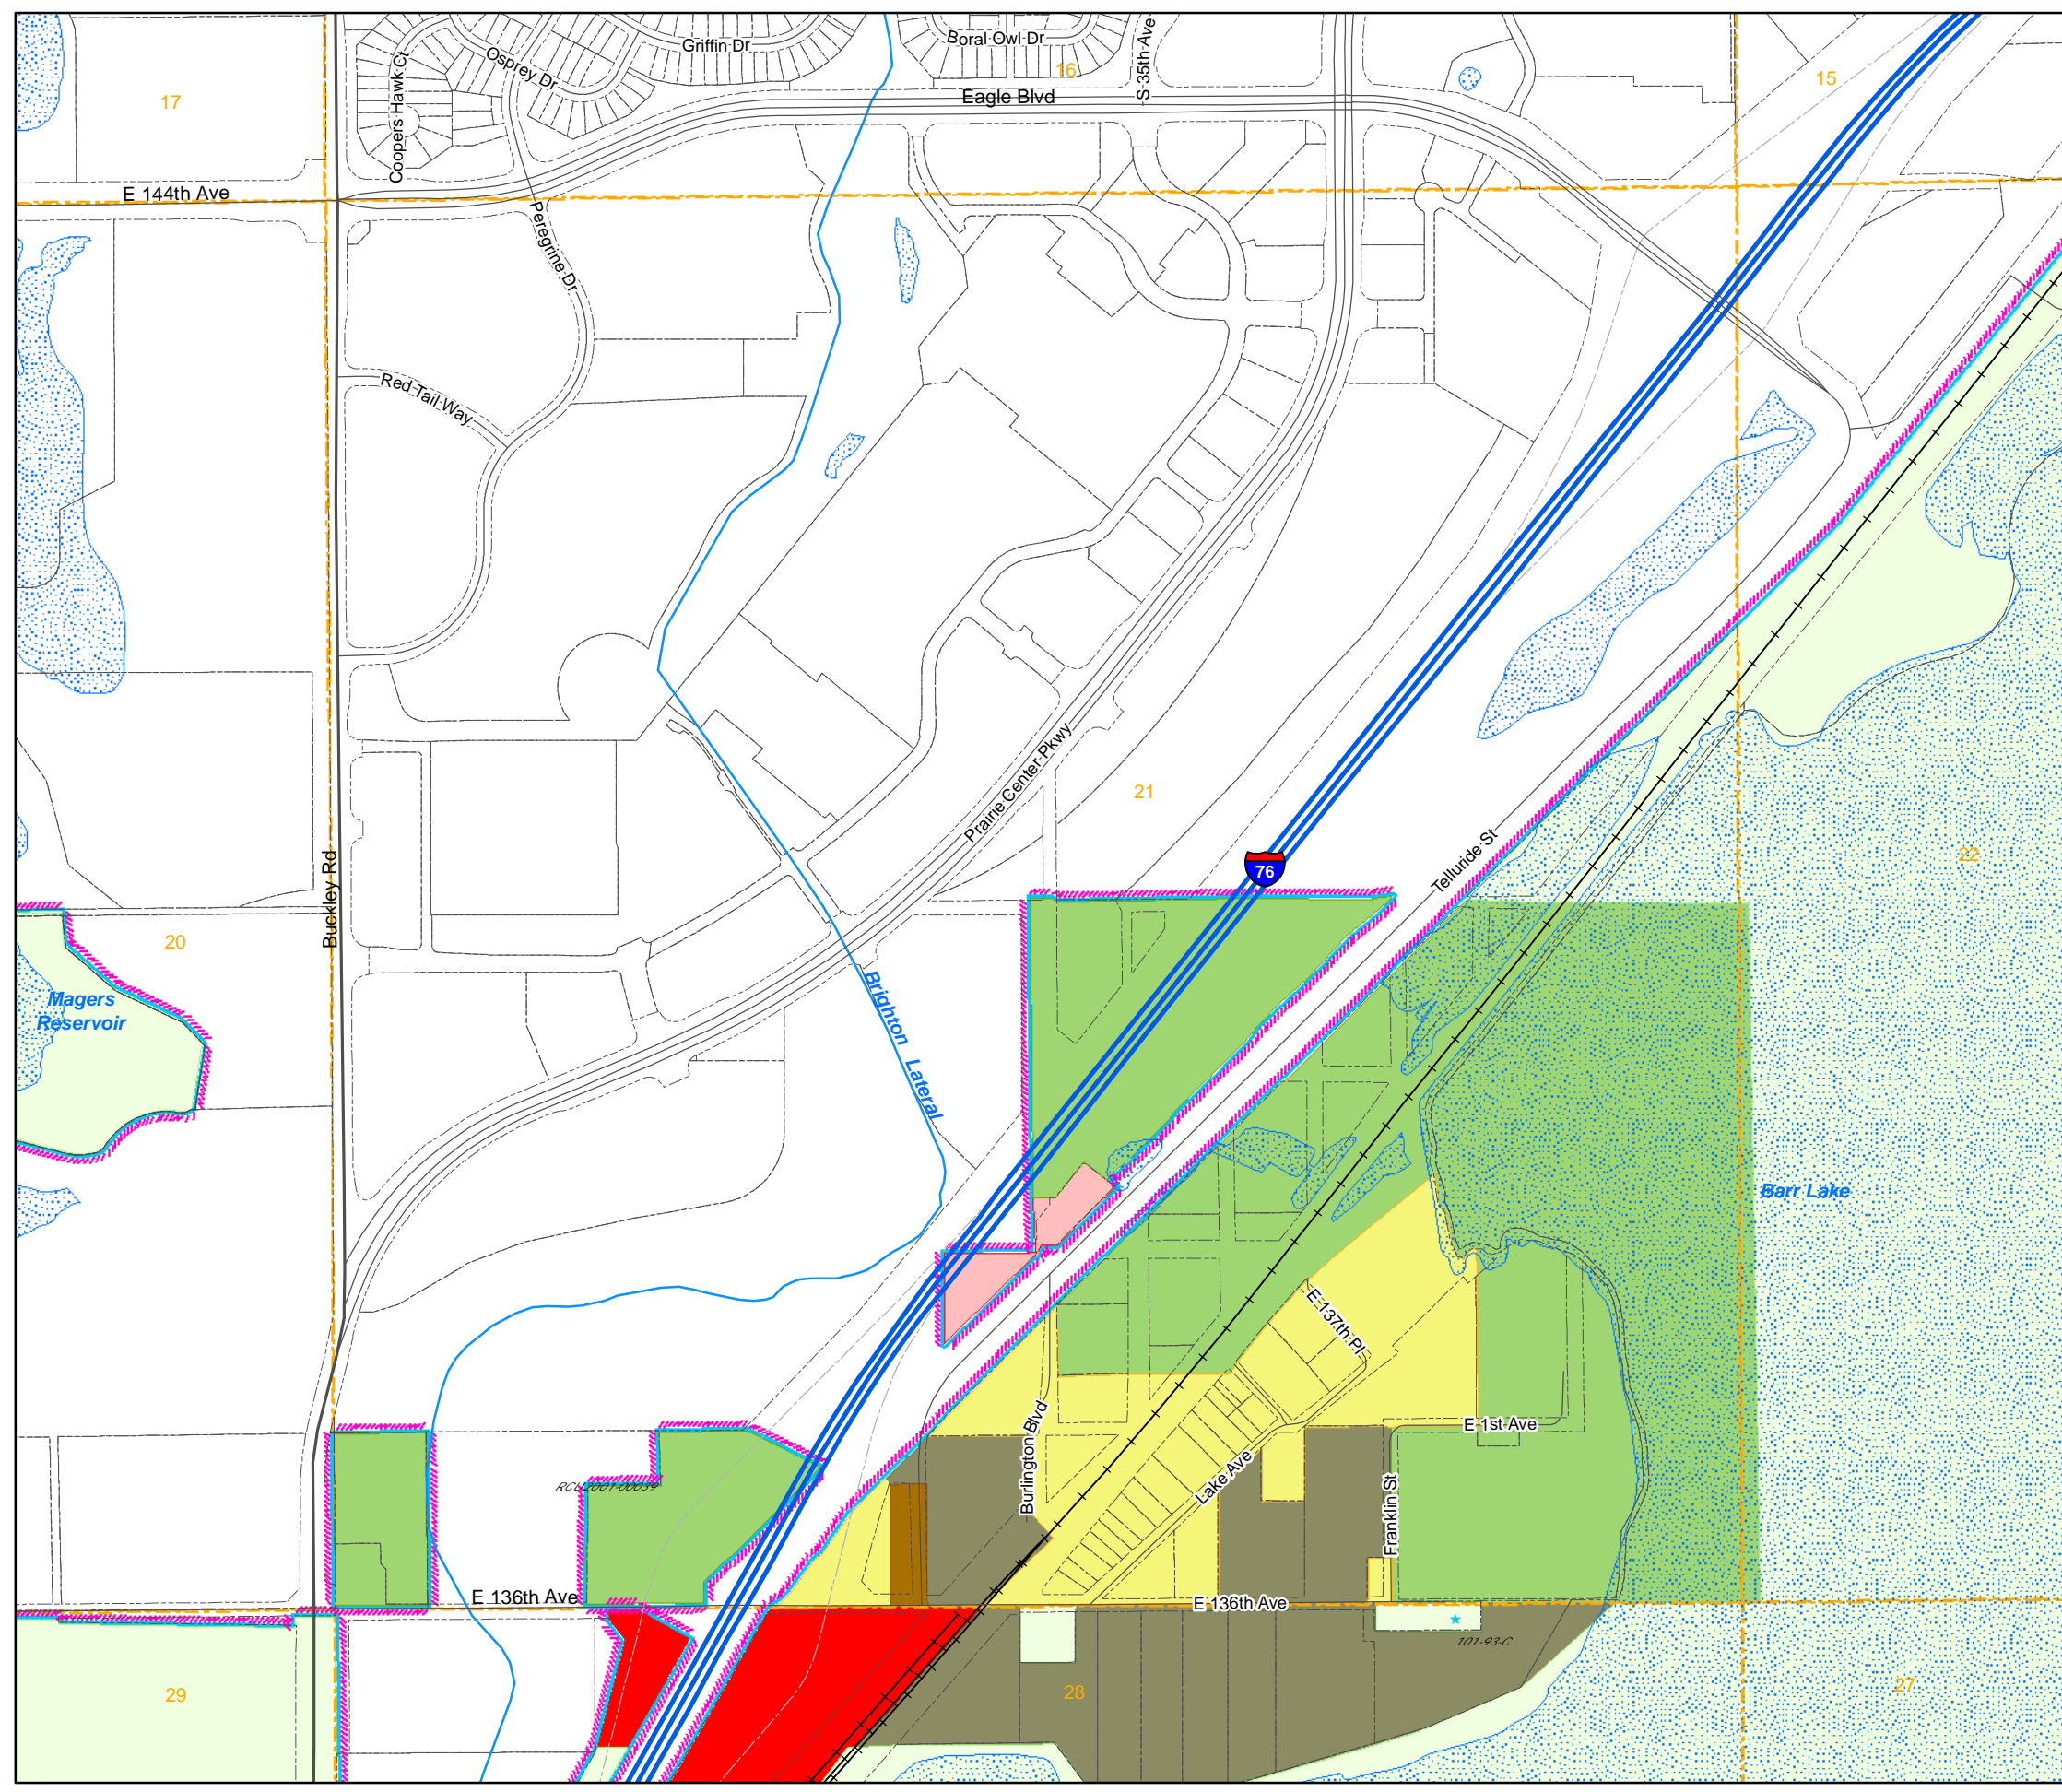 Griffin Dr
Boral Owl Dr
S 35th Ave
Osprey Dr
Coopers Hawk Ct
16
15
17
Eagle Blvd
E 144th Ave
Peregrine Dr
Red Tail Way
Prairie Center Pkwy
21
Telluride St
22
76
Buckley Rd
20
Magers
Reservoir
Brighton Lateral
Barr Lake
E 137th Pl
E 1st Ave
Burlington Blvd
Lake Ave
Franklin St
RCU2001-00039
E 136th Ave
E 136th Ave
101-93-C
29
28
27